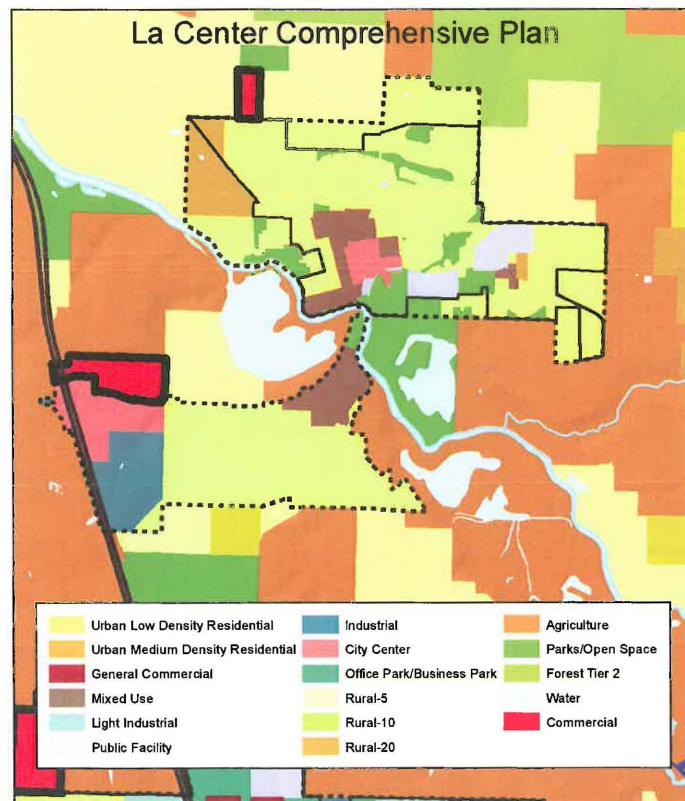 La Center Comprehensive Plan
Urban Low Density Residential
Urban Medium Density Residential
General Commercial
Mixed Use
Light Industrial
Public Facility
Industrial
City Center
Office Park/Business Park
Rural-5
Rural-10
Rural-20
Agriculture
Parks/Open Space
Forest Tier 2
Water
Commercial